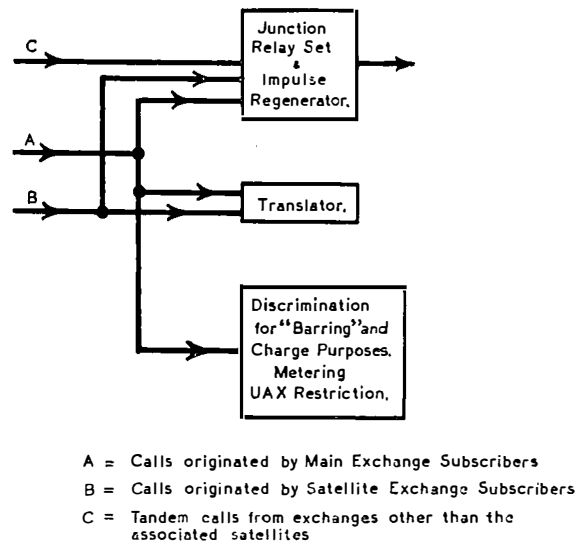 Junction
Relay Set
&
Impulse
Regenerator.
C
A
B
Translator.
Discrimination
for "Barring" and
Charge Purposes.
Metering
UAX Restriction.
A = Calls originated by Main Exchange Subscribers
B = Calls originated by Satellite Exchange Subscribers
C = Tandem calls from exchanges other than the
associated satellites